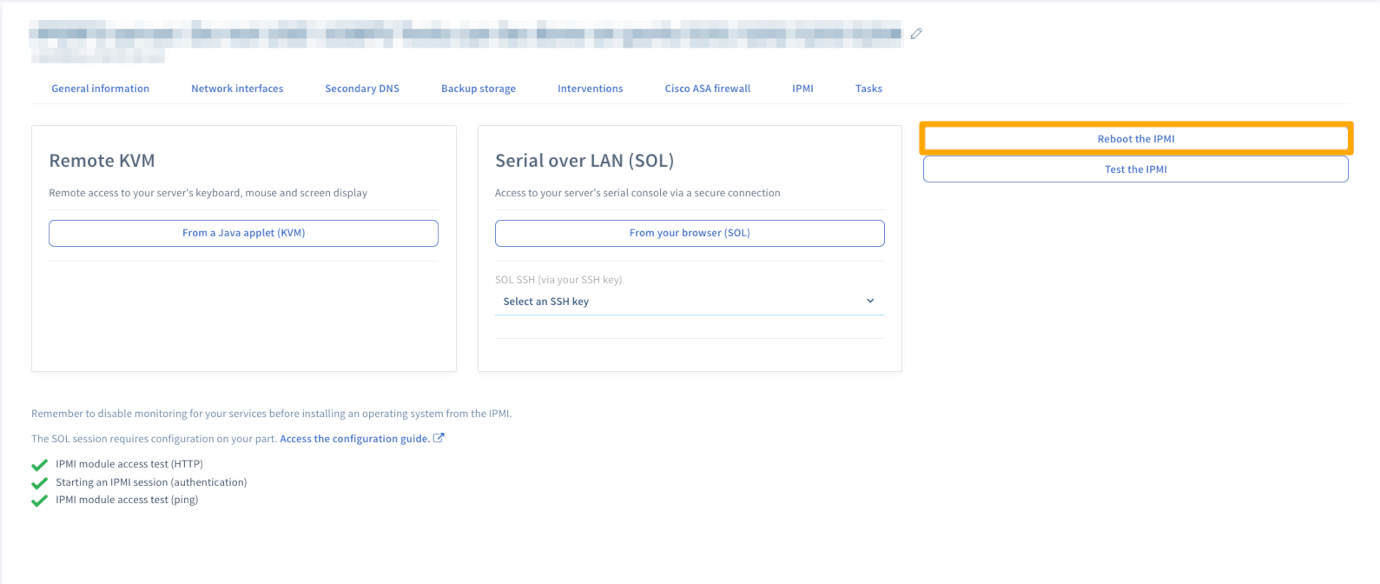 General information Network interfaces Secondary DNS Backup storage Interventions Cisco ASA firewall IPMI Tasks
Remote KVM
Remote access to your server's keyboard, mouse and screen display
From a Java applet (KVM)
Serial over LAN (SOL)
Access to your server's serial console via a secure connection
From your browser (SOL)
SOL SSH (via your SSH key)
Select an SSH key
Reboot the IPMI
Test the IPMI
Remember to disable monitoring for your services before installing an operating system from the IPMI.
The SOL session requires configuration on your part. Access the configuration guide.
IPMI module access test (HTTP)
Starting an IPMI session (authentication)
IPMI module access test (ping)